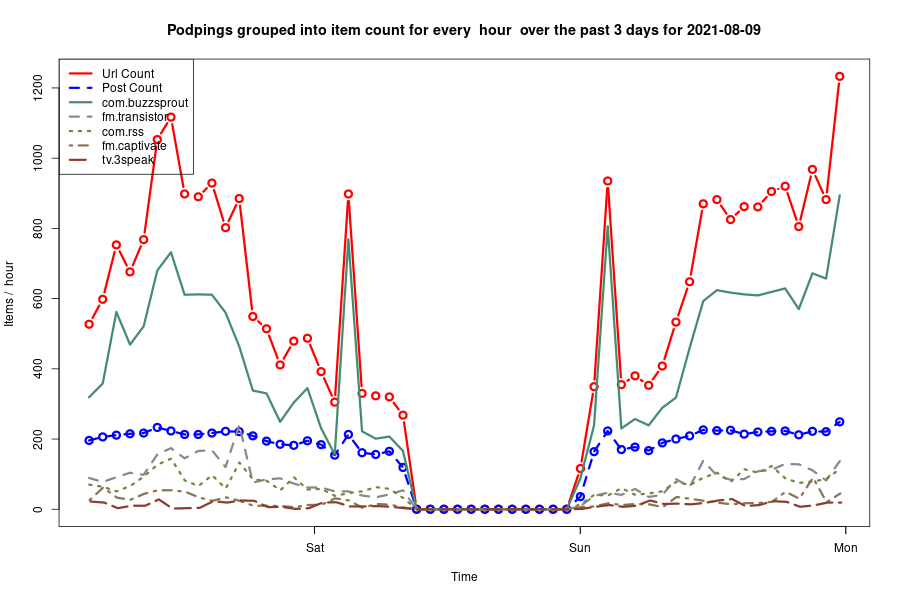 Podpings grouped into item count for every  hour  over the past 3 days for 2021-08-09
Url Count
Post Count
com.buzzsprout
fm.transistor
com.rss
fm.captivate
tv.3speak
Items /  hour
1200
1000
800
600
400
200
0
Sat
Sun
Mon
Time